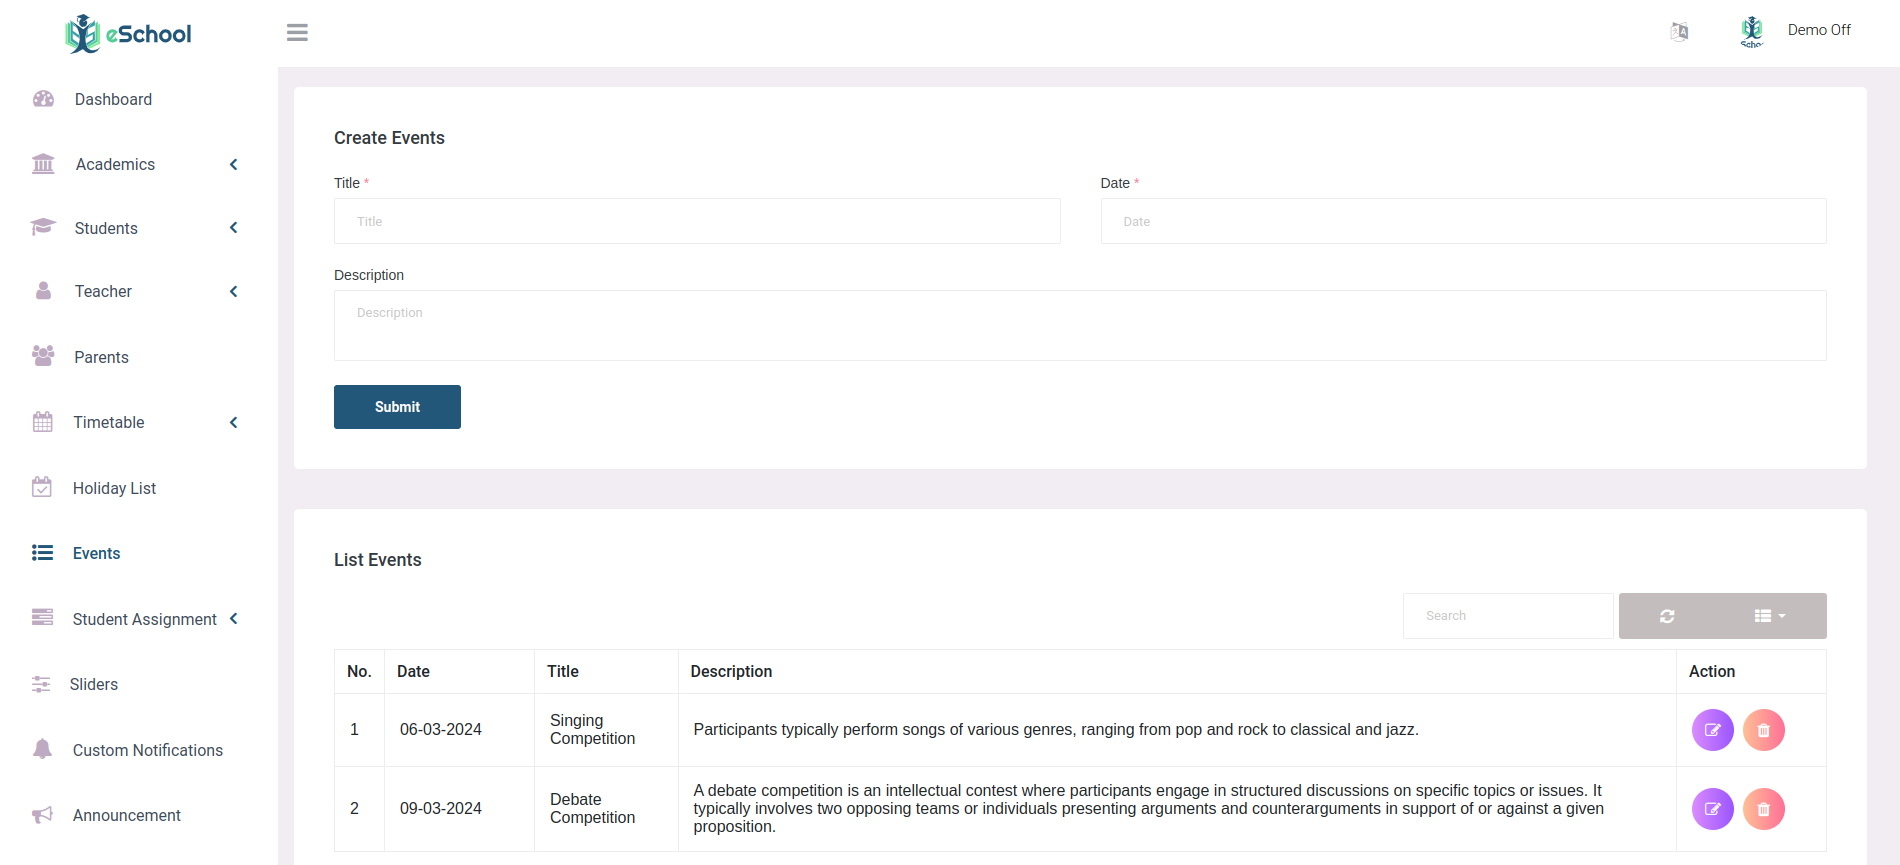 eSchool
Demo Off
Dashboard
Academics
Students
Teacher
Parents
Timetable
Holiday List
Events
Student Assignment
Sliders
Custom Notifications
Announcement
Create Events
Title *
Date *
Title
Date
Description
Description
Submit
List Events
Search
No. Date Title Description Action
1 06-03-2024 Singing Competition Participants typically perform songs of various genres, ranging from pop and rock to classical and jazz.
2 09-03-2024 Debate Competition A debate competition is an intellectual contest where participants engage in structured discussions on specific topics or issues. It
typically involves two opposing teams or individuals presenting arguments and counterarguments in support of or against a given
proposition.